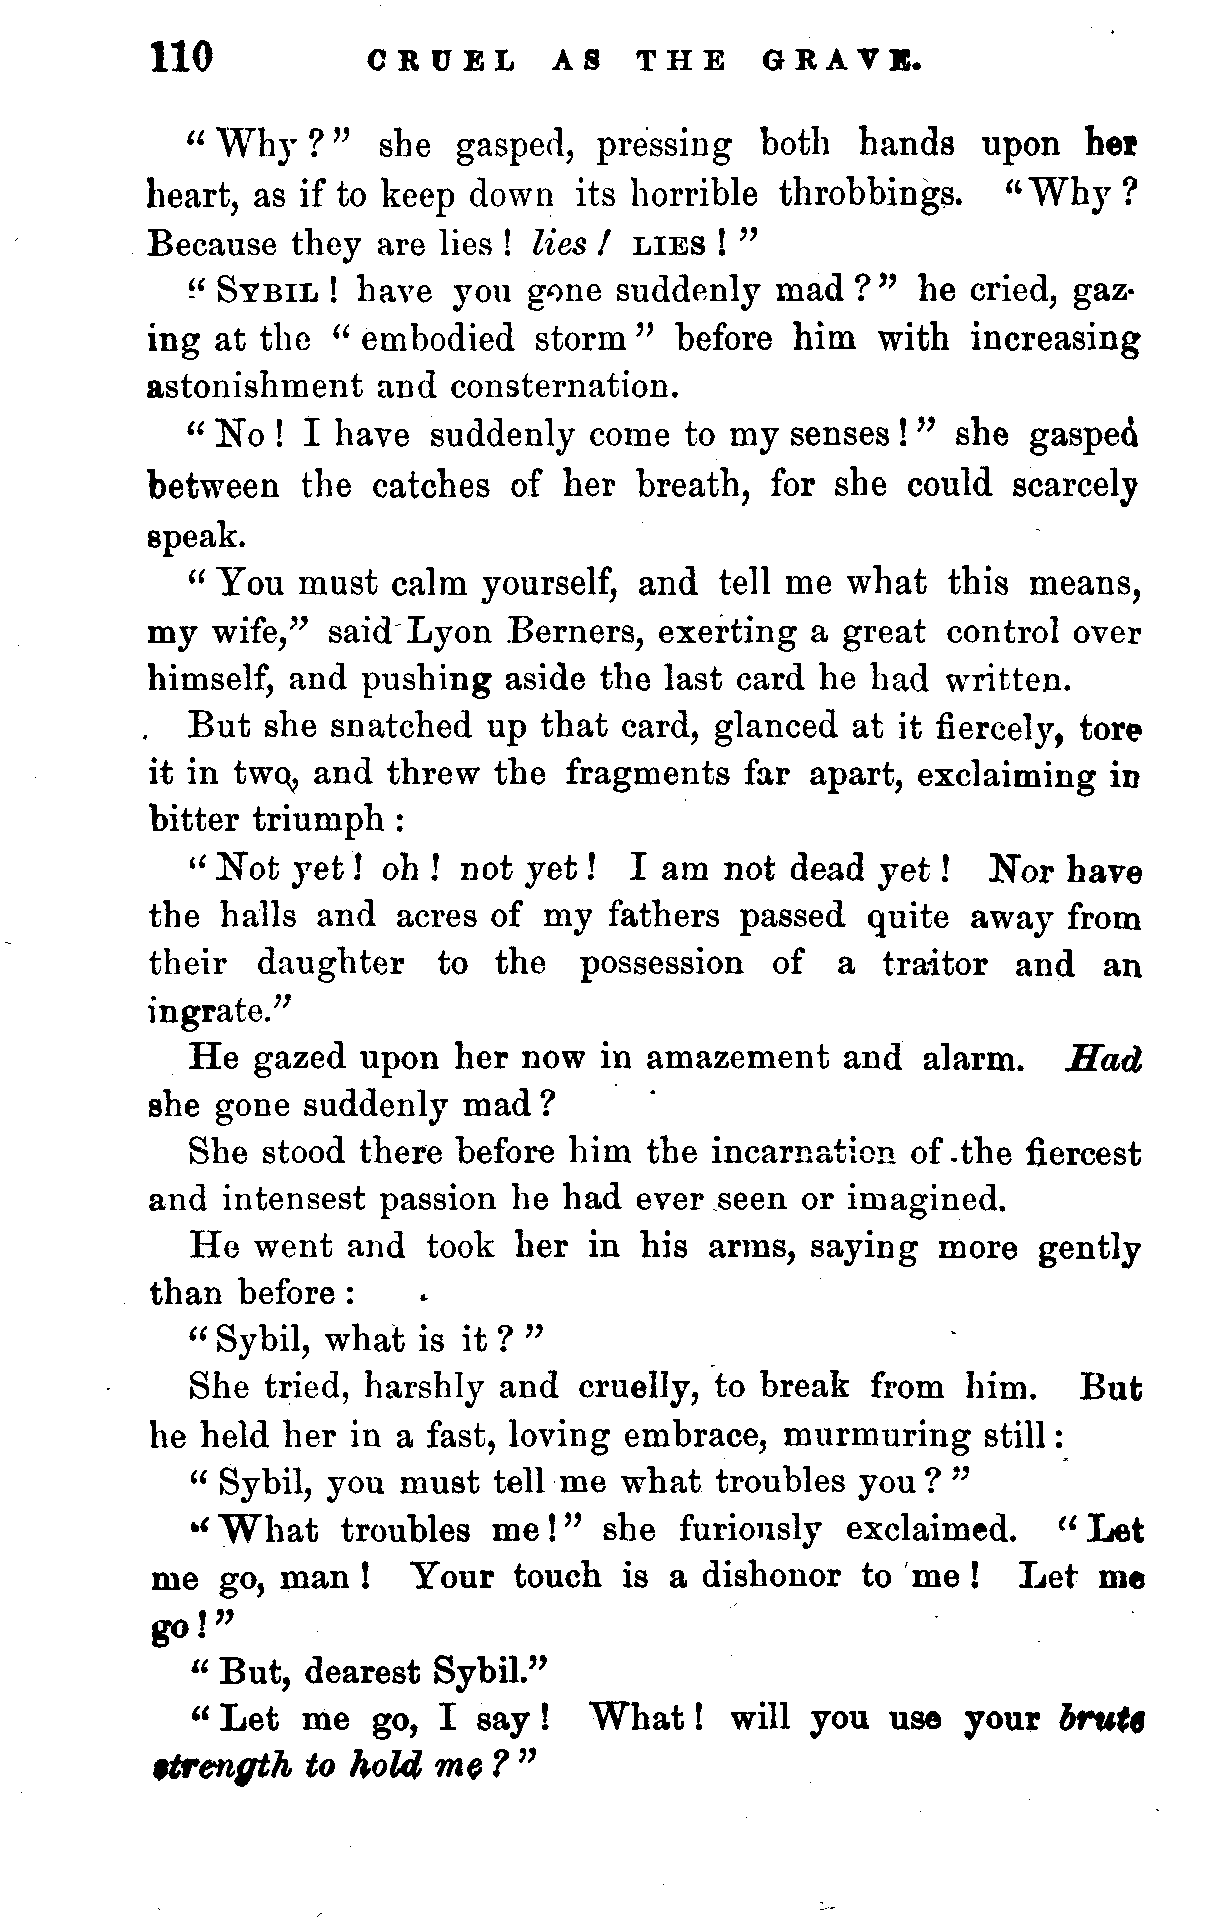 110 CRUEL AS THE GRAVE.
“Why?” she gasped, pressing both hands upon her
heart, as if to keep down its horrible throbbings. “Why?
Because they are lies! lies! LIES!”
“SYBIL! have you gone suddenly mad?” he cried, gaz-
ing at the “embodied storm” before him with increasing
astonishment and consternation.
“No! I have suddenly come to my senses!” she gasped
between the catches of her breath, for she could scarcely
speak.
“You must calm yourself, and tell me what this means,
my wife,” said Lyon Berners, exerting a great control over
himself, and pushing aside the last card he had written.
But she snatched up that card, glanced at it fiercely, tore
it in two, and threw the fragments far apart, exclaiming in
bitter triumph:
“Not yet! oh! not yet! I am not dead yet! Nor have
the halls and acres of my fathers passed quite away from
their daughter to the possession of a traitor and an
ingrate.”
He gazed upon her now in amazement and alarm. Had
she gone suddenly mad?
She stood there before him the incarnation of the fiercest
and intensest passion he had ever seen or imagined.
He went and took her in his arms, saying more gently
than before:
“Sybil, what is it?”
She tried, harshly and cruelly, to break from him. But
he held her in a fast, loving embrace, murmuring still:
“Sybil, you must tell me what troubles you?”
“What troubles me!” she furiously exclaimed. “Let
me go, man! Your touch is a dishonor to me! Let me
go!”
“But, dearest Sybil.”
“Let me go, I say! What! will you use your brute
strength to hold me?”